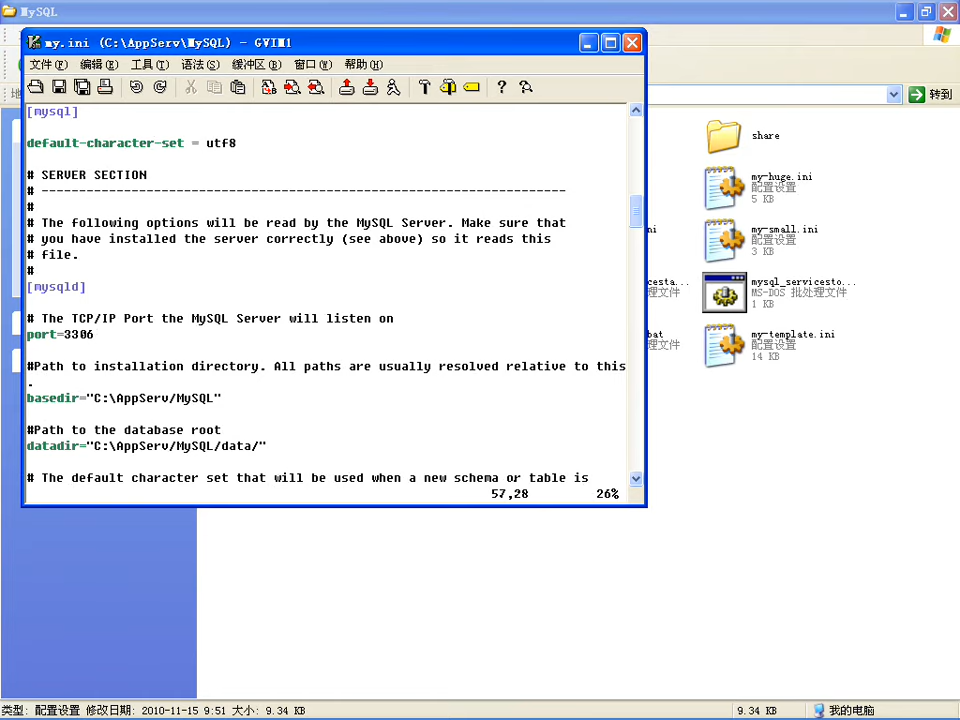 MySQL
my.ini (C:\AppServ\MySQL) - GVIM1
文件(F) 编辑(E) 工具(T) 语法(S) 缓冲区(B) 窗口(W) 帮助(H)
转到
[mysql]
default-character-set = utf8
# SERVER SECTION
# ----------------------------------------------------------------------
#
# The following options will be read by the MySQL Server. Make sure that
# you have installed the server correctly (see above) so it reads this
# file.
#
[mysqld]
# The TCP/IP Port the MySQL Server will listen on
port=3306
#Path to installation directory. All paths are usually resolved relative to this
.
basedir="C:\AppServ/MySQL"
#Path to the database root
datadir="C:\AppServ/MySQL/data/"
# The default character set that will be used when a new schema or table is
57,28 26%
share
my-huge.ini
配置设置
5 KB
ni
my-small.ini
配置设置
3 KB
cesta...
理文件
mysql_servicesto...
MS-DOS 批处理文件
1 KB
bat
理文件
my-template.ini
配置设置
14 KB
类型: 配置设置 修改日期: 2010-11-15 9:51 大小: 9.34 KB
9.34 KB
我的电脑